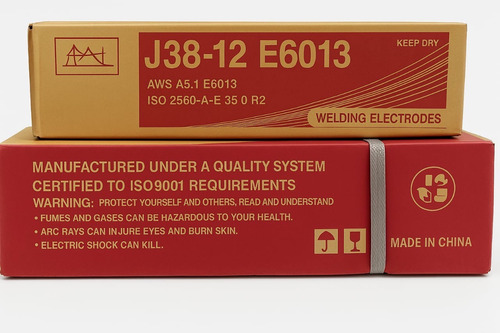 J38-12 E6013
KEEP DRY
AWS A5.1 E6013
ISO 2560-A-E 35 0 R2
WELDING ELECTRODES
MANUFACTURED UNDER A QUALITY SYSTEM
CERTIFIED TO ISO9001 REQUIREMENTS
WARNING: PROTECT YOURSELF AND OTHERS, READ AND UNDERSTAND
• FUMES AND GASES CAN BE HAZARDOUS TO YOUR HEALTH.
• ARC RAYS CAN INJURE EYES AND BURN SKIN.
• ELECTRIC SHOCK CAN KILL.
MADE IN CHINA